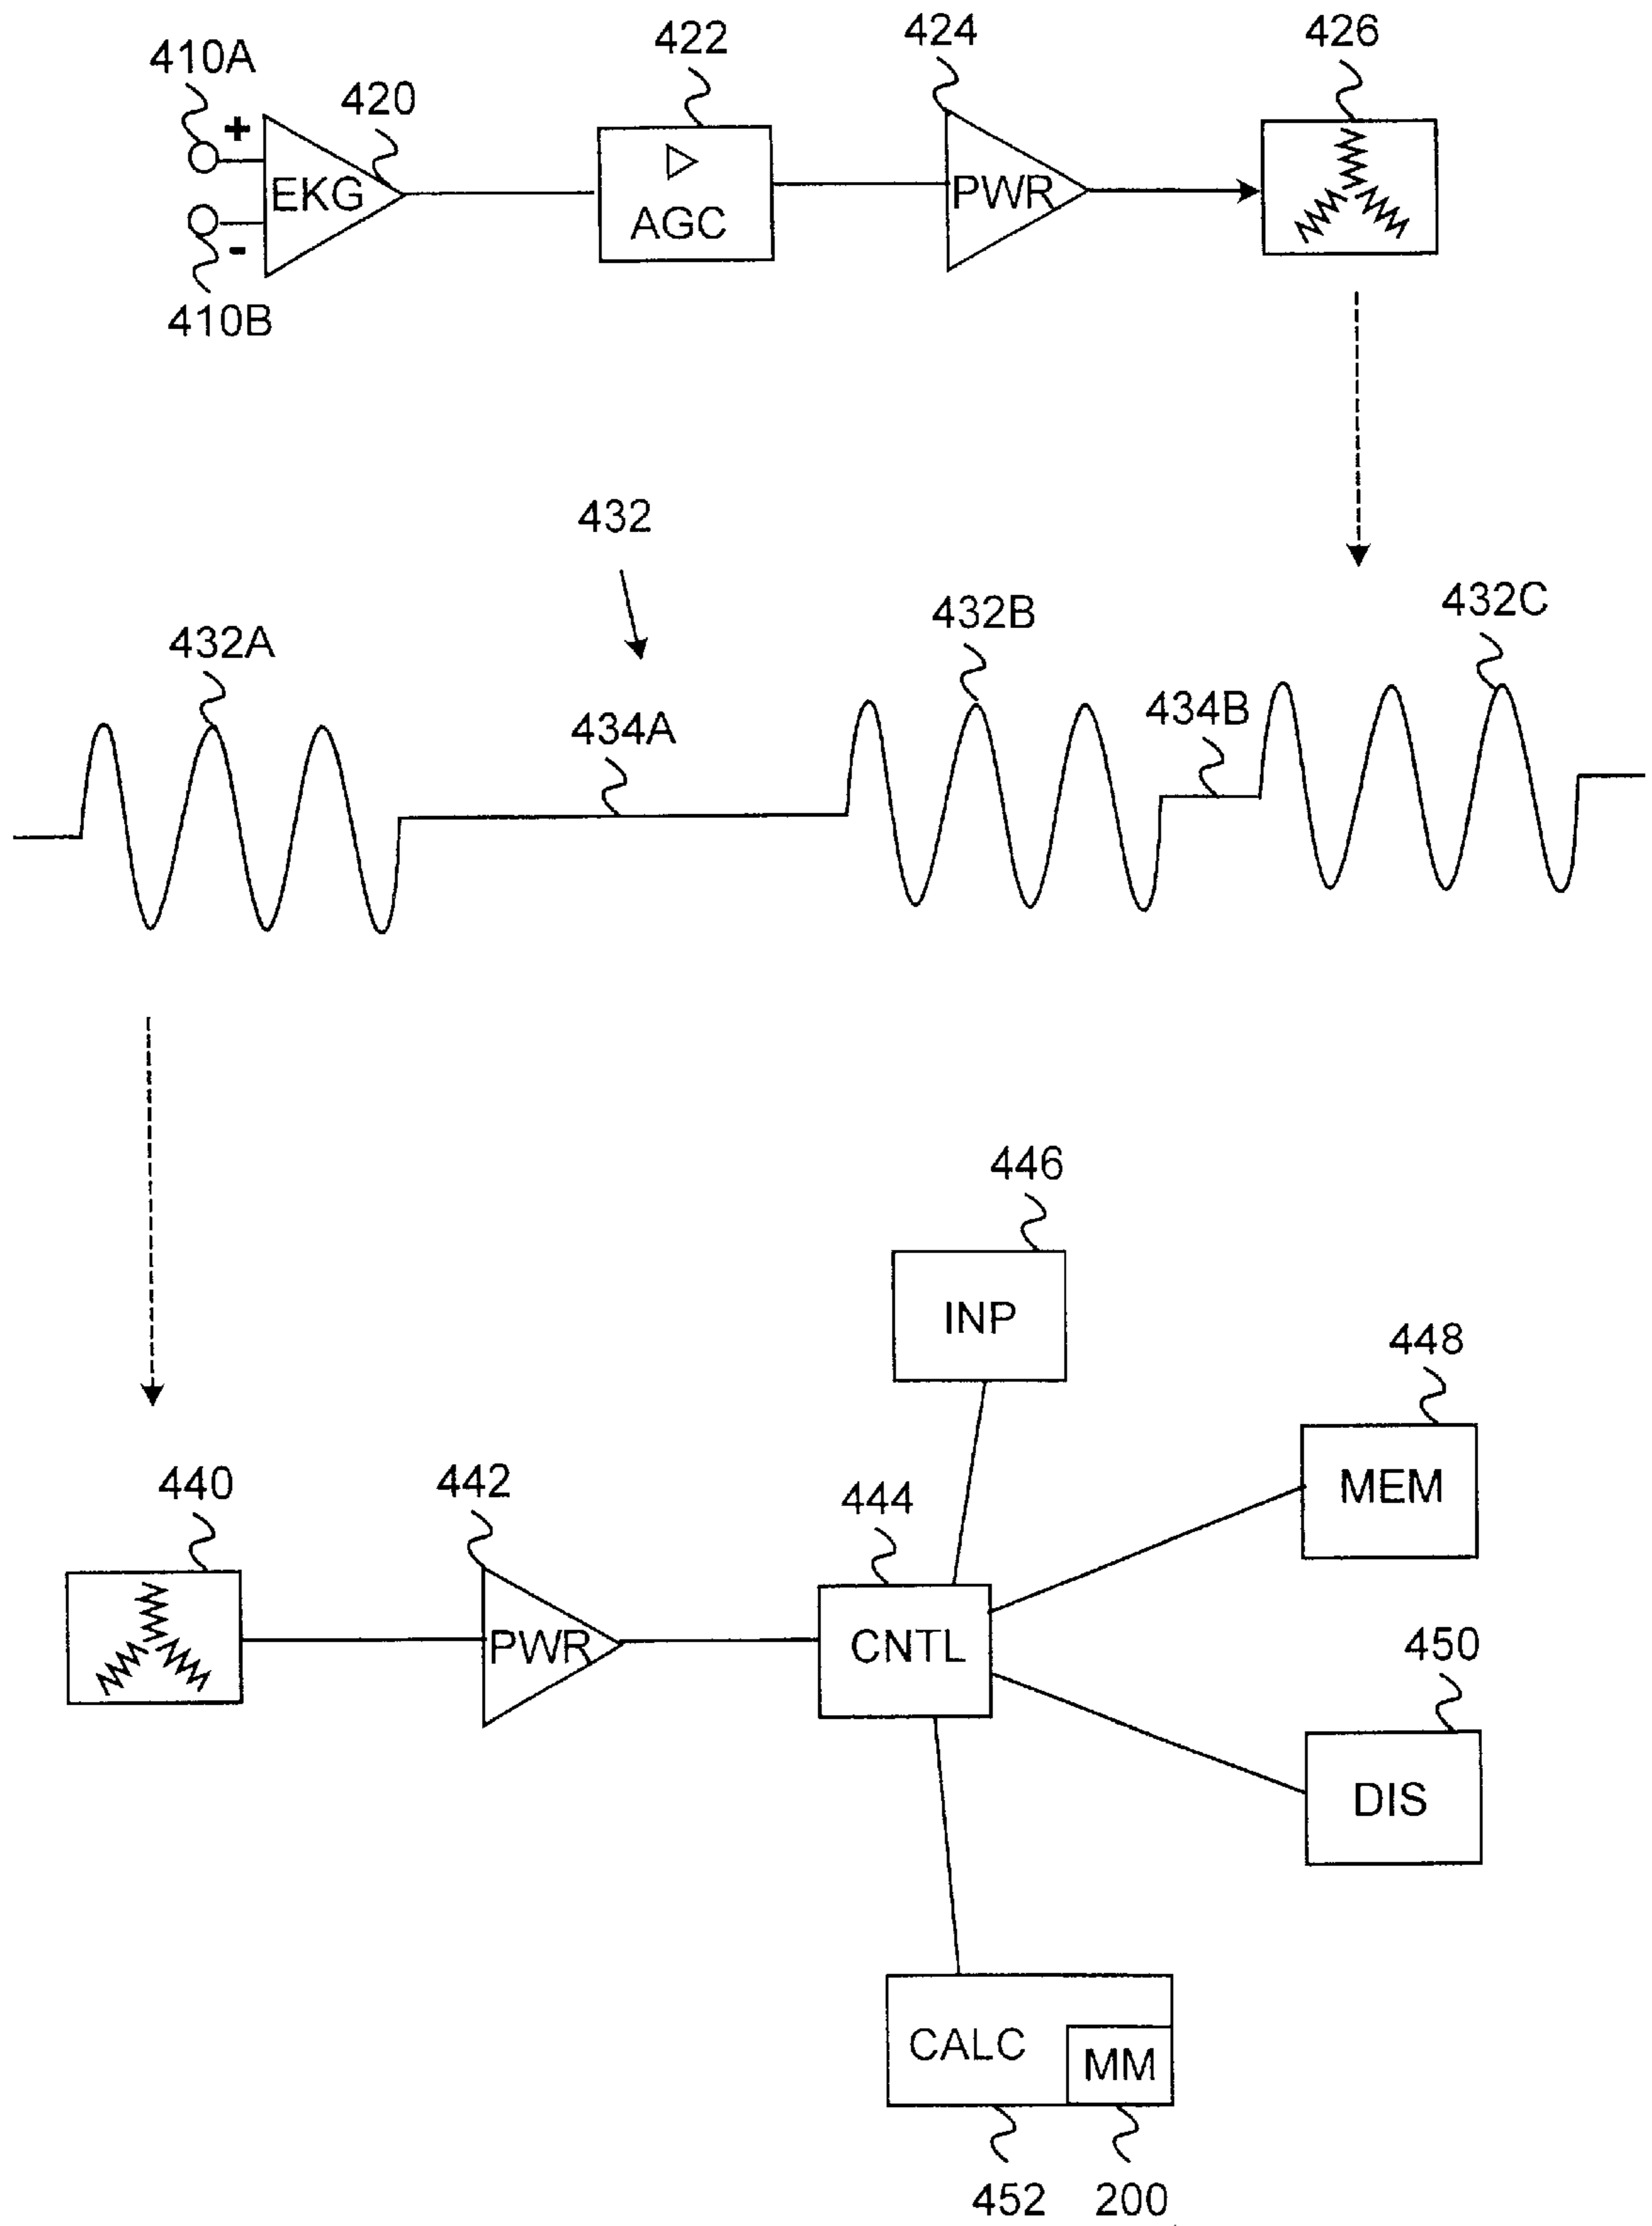 410A
420
422
424
426
+
EKG
AGC
PWR
-
410B
432
432A
434A
432B
434B
432C
446
INP
448
MEM
440
442
444
PWR
CNTL
450
DIS
CALC
MM
452
200